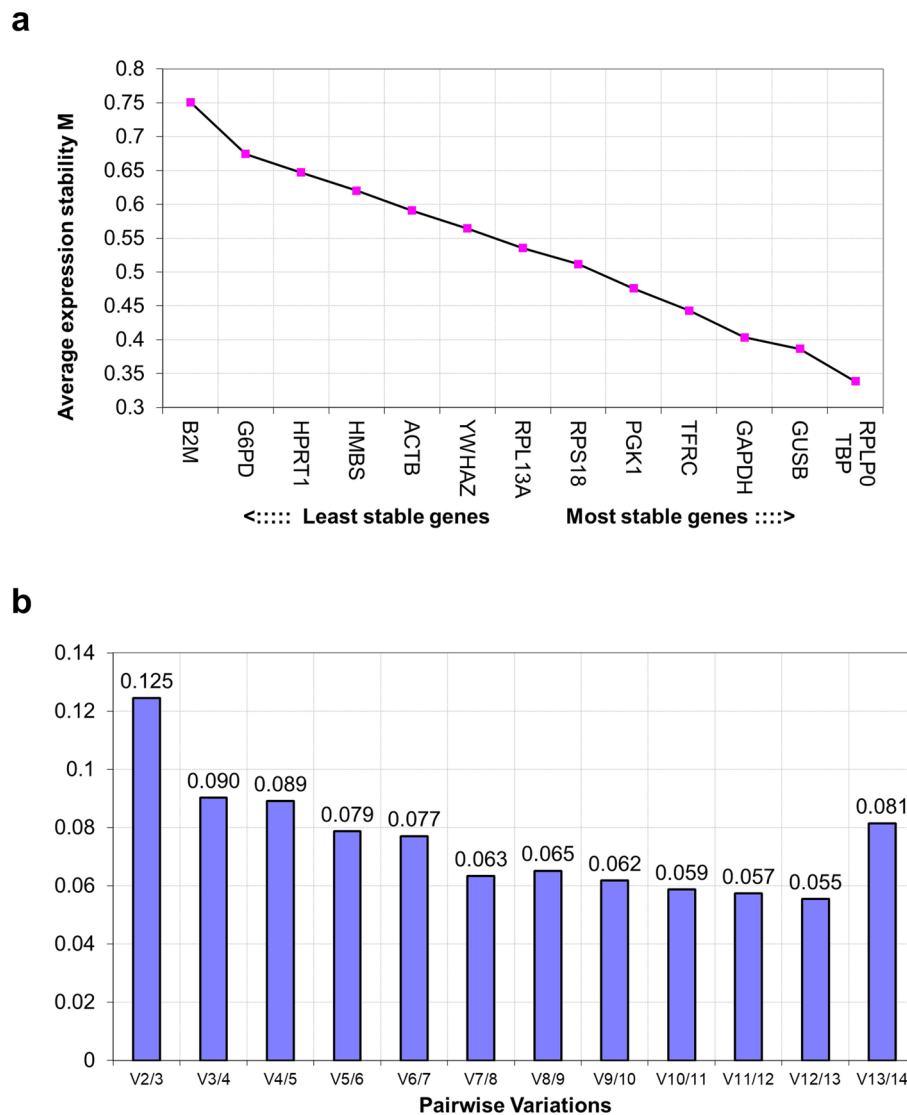 a
0.8
0.75
0.7
0.65
0.6
0.55
0.5
0.45
0.4
0.35
0.3
Average expression stability M
B2M
G6PD
HPRT1
HMBS
ACTB
YWHAZ
RPL13A
RPS18
PGK1
TFRC
GAPDH
GUSB
RPLP0
TBP
<::::: Least stable genes
Most stable genes ::::>
b
0.14
0.12
0.1
0.08
0.06
0.04
0.02
0
0.125
0.090
0.089
0.079
0.077
0.063
0.065
0.062
0.059
0.057
0.055
0.081
V2/3
V3/4
V4/5
V5/6
V6/7
V7/8
V8/9
V9/10
V10/11
V11/12
V12/13
V13/14
Pairwise Variations